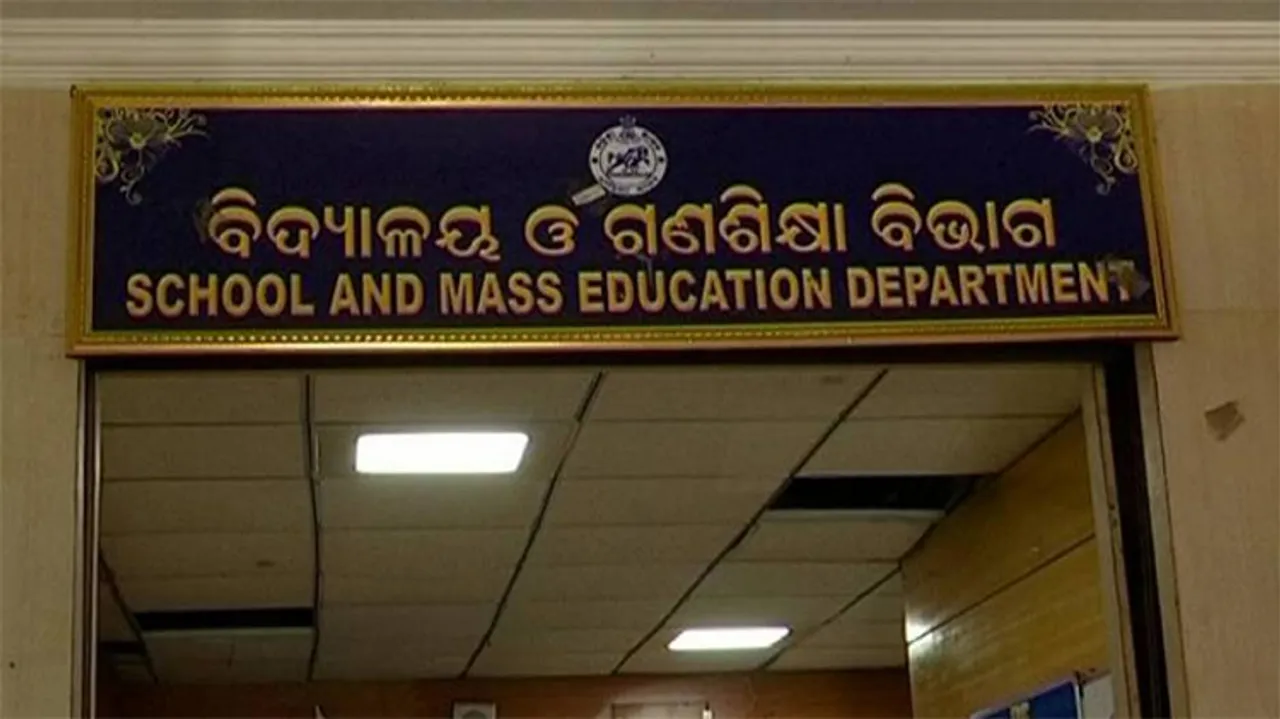 ବିଦ୍ୟାଳୟ ଓ ଗଣଶିକ୍ଷା ବିଭାଗ
SCHOOL AND MASS EDUCATION DEPARTMENT